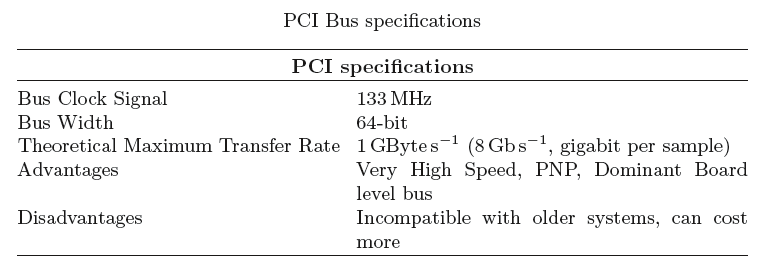 PCI Bus specifications
PCI specifications
Bus Clock Signal 133 MHz
Bus Width 64-bit
Theoretical Maximum Transfer Rate 1 GByte s⁻¹ (8 Gb s⁻¹, gigabit per sample)
Advantages Very High Speed, PNP, Dominant Board
level bus
Disadvantages Incompatible with older systems, can cost
more